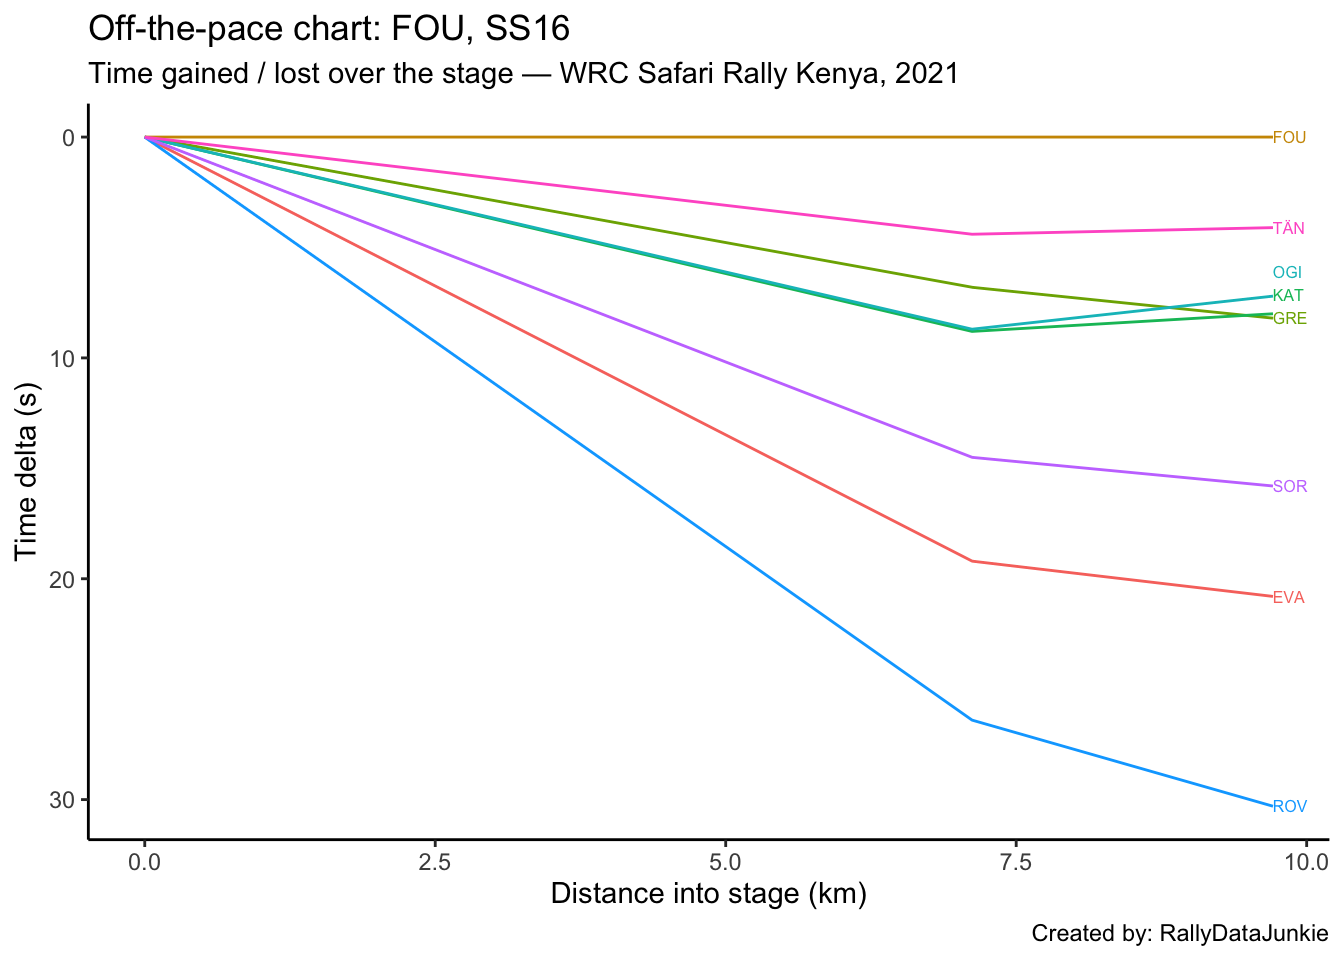 Off-the-pace chart: FOU, SS16
Time gained / lost over the stage — WRC Safari Rally Kenya, 2021
0
10
20
30
Time delta (s)
FOU
TÄN
OGI
KAT
GRE
SOR
EVA
ROV
0.0 2.5 5.0 7.5 10.0
Distance into stage (km)
Created by: RallyDataJunkie